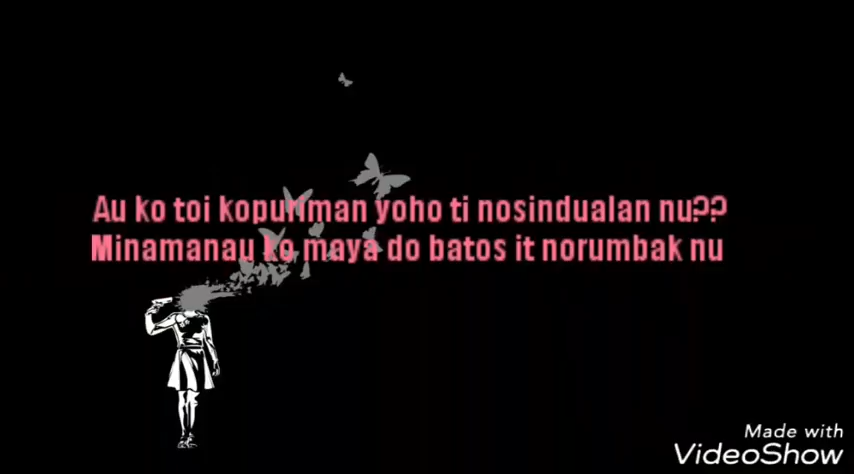 Au ko toi kopuriman yoho ti nosindualan nu??
Minamanau ko maya do batos it norumbak nu
Made with
VideoShow